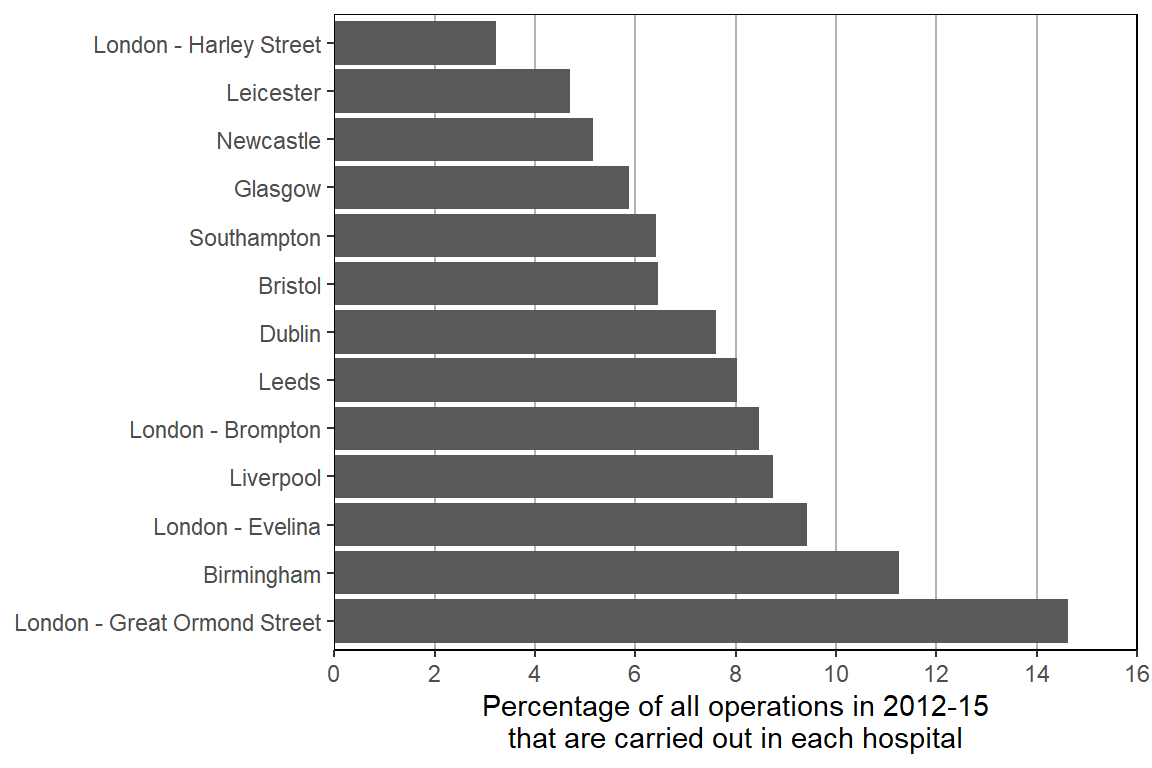 London - Harley Street
Leicester
Newcastle
Glasgow
Southampton
Bristol
Dublin
Leeds
London - Brompton
Liverpool
London - Evelina
Birmingham
London - Great Ormond Street
0 2 4 6 8 10 12 14 16
Percentage of all operations in 2012-15
that are carried out in each hospital